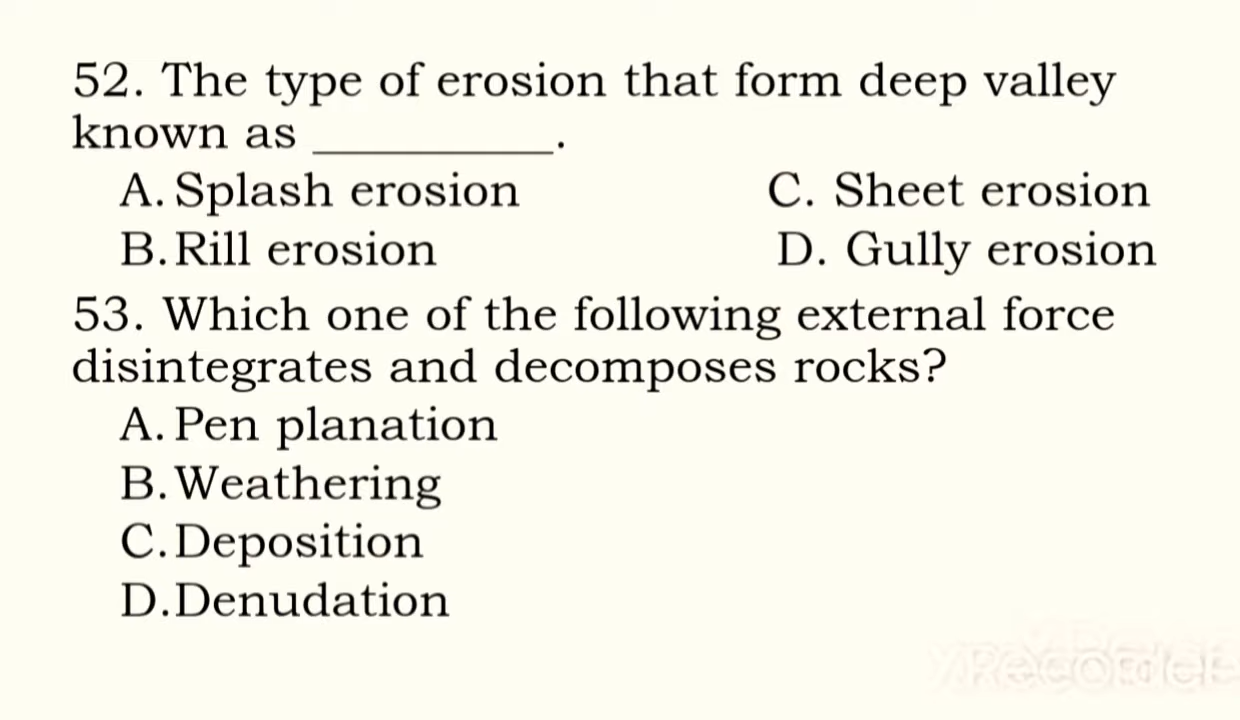 52. The type of erosion that form deep valley
known as __________.
A. Splash erosion
C. Sheet erosion
B. Rill erosion
D. Gully erosion
53. Which one of the following external force
disintegrates and decomposes rocks?
A. Pen planation
B. Weathering
C. Deposition
D. Denudation